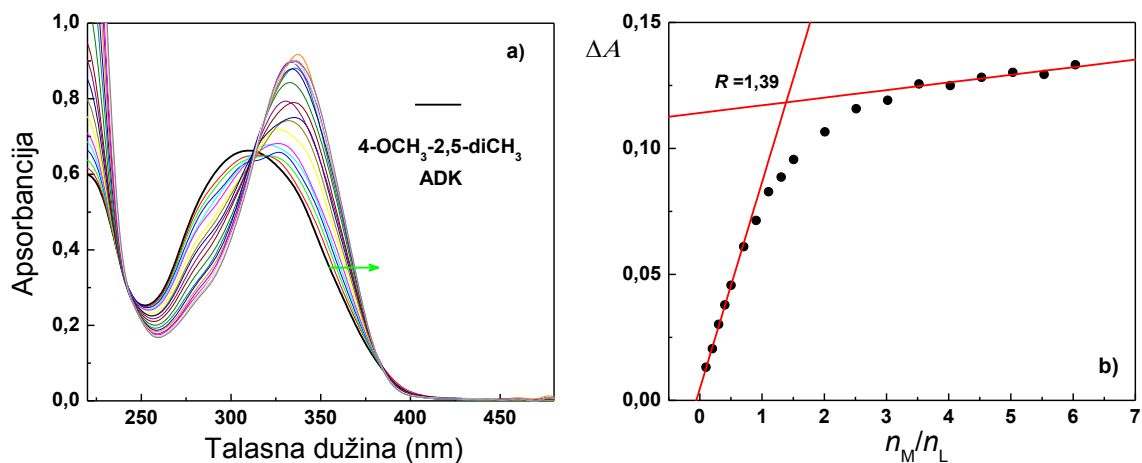 a)
4-OCH₃-2,5-diCH₃
ADK
Apsorbancija
1,0
0,8
0,6
0,4
0,2
0,0
250 300 350 400 450
Talasna dužina (nm)
ΔA
0,15
0,10
0,05
0,00
R =1,39
b)
0 1 2 3 4 5 6 7
n_M/n_L